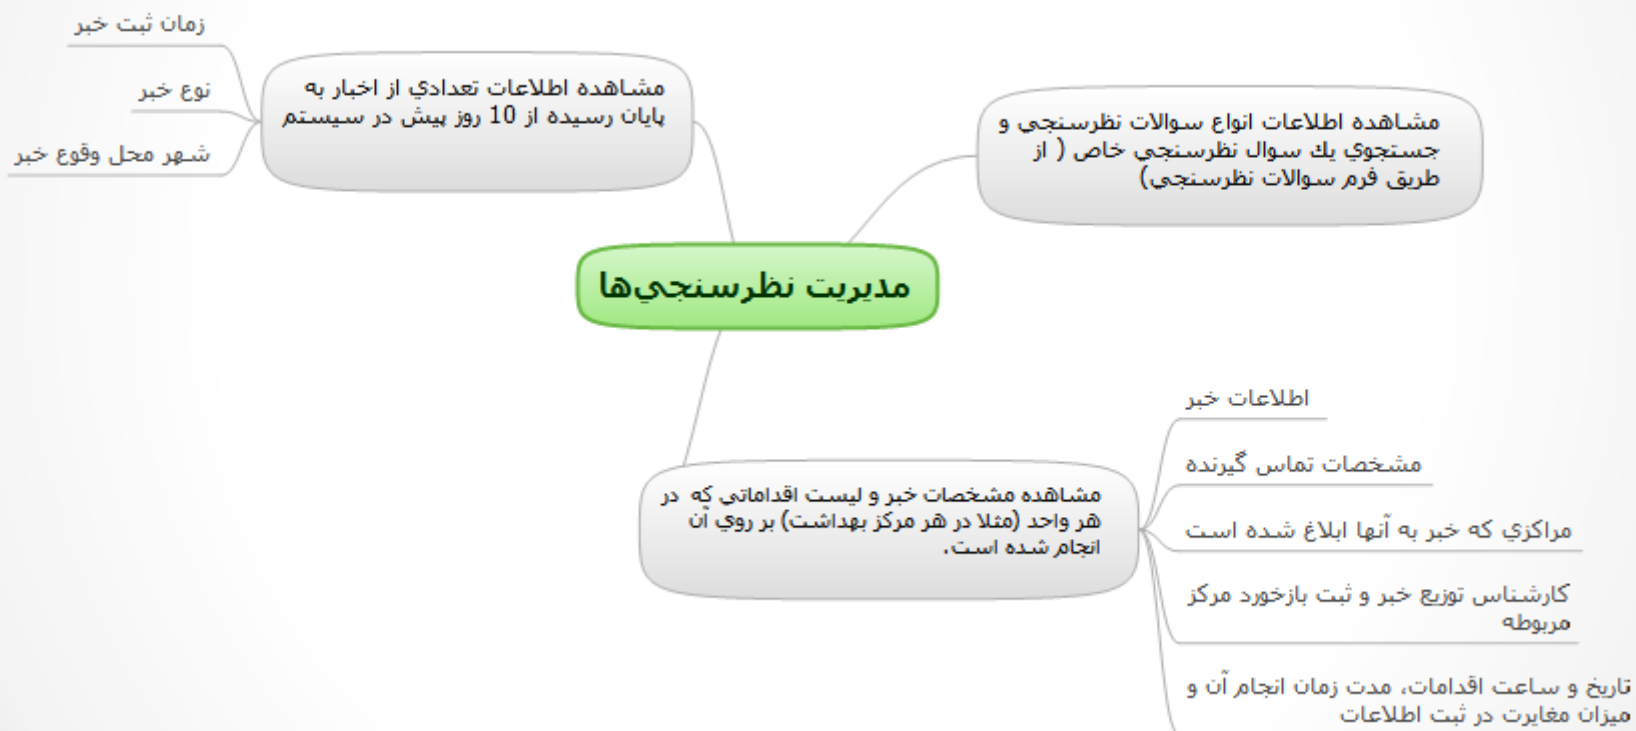 زمان ثبت خبر
نوع خبر
شهر محل وقوع خبر
مشاهده اطلاعات تعدادي از اخبار به
پايان رسيده از 10 روز پيش در سيستم
مشاهده اطلاعات انواع سوالات نظرسنجي و
جستجوي يك سوال نظرسنجي خاص ( از
طريق فرم سوالات نظرسنجي)
مديريت نظرسنجي‌ها
مشاهده مشخصات خبر و ليست اقداماتي كه در
هر واحد (مثلا در هر مركز بهداشت) بر روي آن
انجام شده است.
اطلاعات خبر
مشخصات تماس گيرنده
مراكزي كه خبر به آنها ابلاغ شده است
كارشناس توزيع خبر و ثبت بازخورد مركز
مربوطه
تاريخ و ساعت اقدامات، مدت زمان انجام آن و
ميزان مغايرت در ثبت اطلاعات